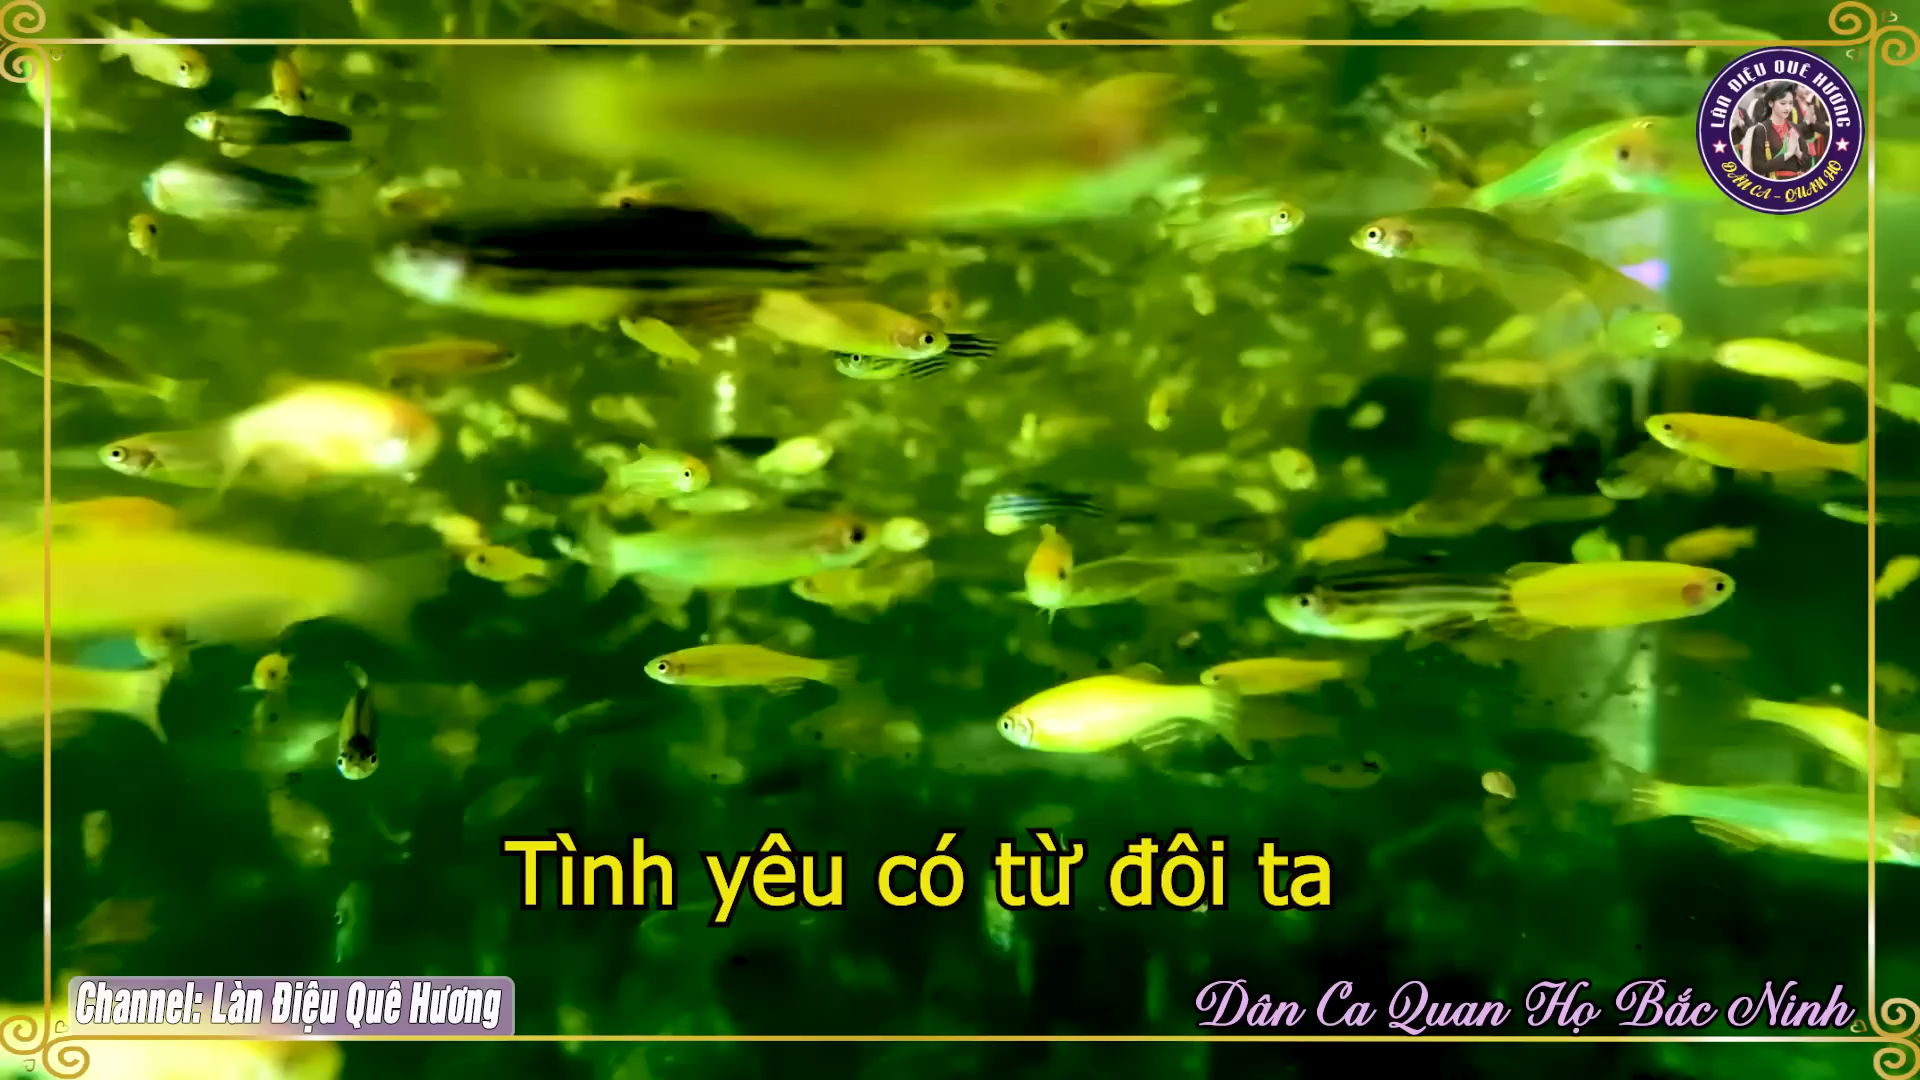 LÀN ĐIỆU QUÊ HƯƠNG
DÂN CA - QUAN HỌ
Tình yêu có từ đôi ta
Channel: Làn Điệu Quê Hương
Dân Ca Quan Họ Bắc Ninh